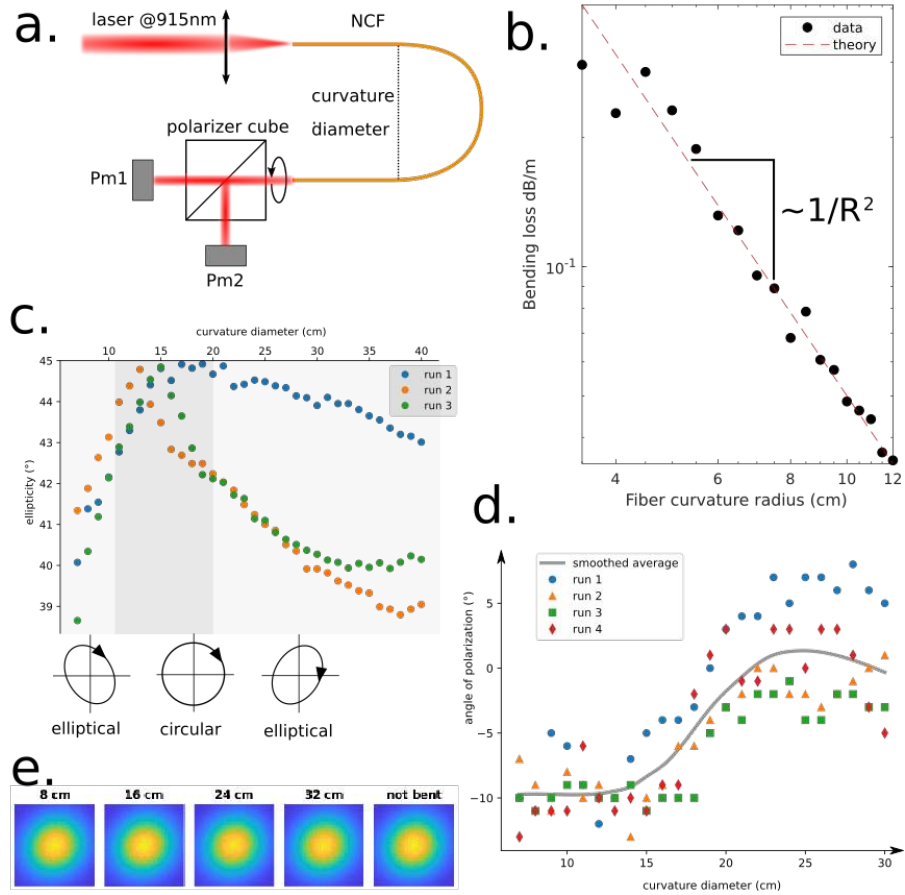 a.
laser @915nm
NCF
curvature
diameter
polarizer cube
Pm1
Pm2
b.
data
theory
~1/R²
10⁻¹
Bending loss dB/m
4
6
8
10
12
Fiber curvature radius (cm)
c.
curvature diameter (cm)
10
15
20
25
30
35
40
45
44
43
42
41
40
39
ellipticity (°)
run 1
run 2
run 3
elliptical
circular
elliptical
d.
smoothed average
run 1
run 2
run 3
run 4
angle of polarization (°)
5
0
−5
−10
10
15
20
25
30
curvature diameter (cm)
e.
8 cm
16 cm
24 cm
32 cm
not bent